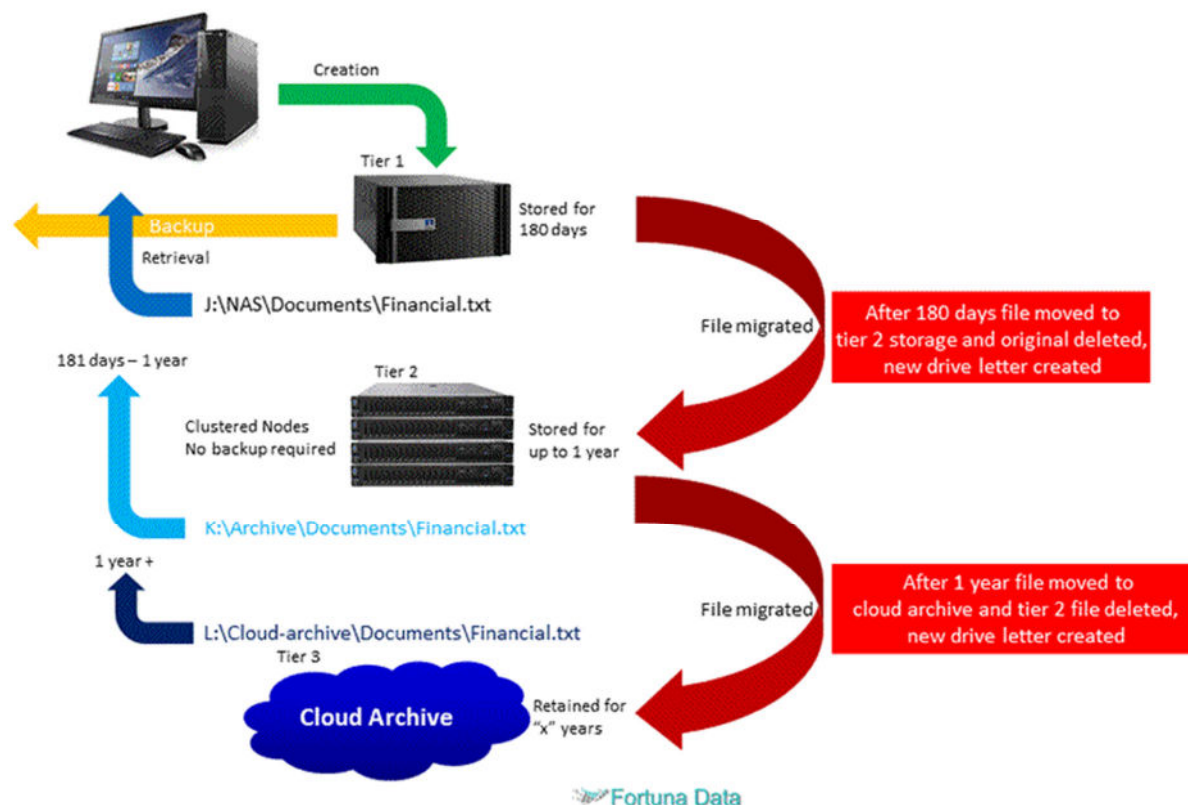 Creation
Tier 1
Stored for
180 days
Backup
Retrieval
J:\NAS\Documents\Financial.txt
File migrated
After 180 days file moved to
tier 2 storage and original deleted,
new drive letter created
181 days – 1 year
Tier 2
Clustered Nodes
No backup required
Stored for
up to 1 year
K:\Archive\Documents\Financial.txt
1 year +
File migrated
After 1 year file moved to
cloud archive and tier 2 file deleted,
new drive letter created
L:\Cloud-archive\Documents\Financial.txt
Tier 3
Cloud Archive
Retained for
"x" years
Fortuna Data